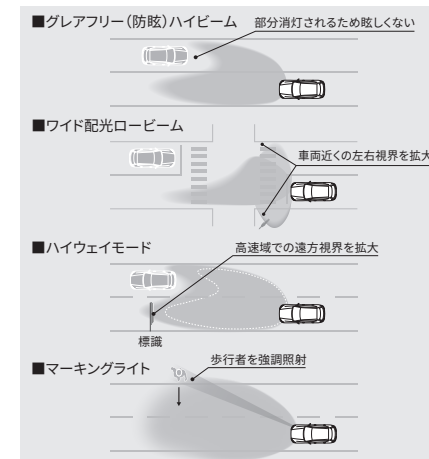 ■グレアフリー(防眩)ハイビーム
部分消灯されるため眩しくない
■ワイド配光ロービーム
車両近くの左右視界を拡大
■ハイウェイモード
高速域での遠方視界を拡大
標識
■マーキングライト
歩行者を強調照射